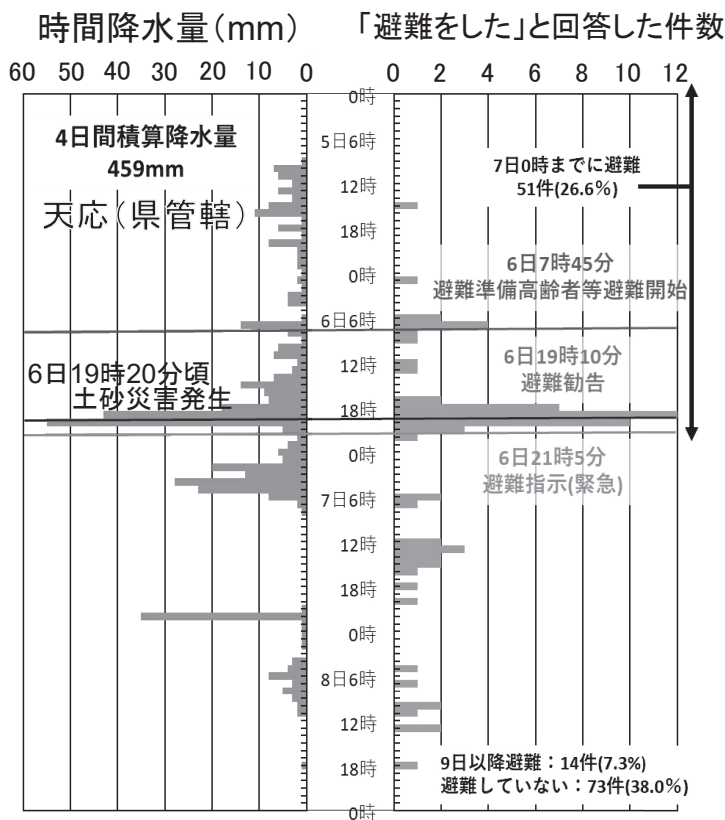 時間降水量(mm)
「避難をした」と回答した件数
60 50 40 30 20 10 0
0 2 4 6 8 10 12
0時
5日6時
12時
18時
0時
6日6時
12時
18時
0時
7日6時
12時
18時
0時
8日6時
12時
18時
0時
4日間積算降水量
459mm
天応(県管轄)
6日19時20分頃
土砂災害発生
7日0時までに避難
51件(26.6%)
6日7時45分
避難準備高齢者等避難開始
6日19時10分
避難勧告
6日21時5分
避難指示(緊急)
9日以降避難：14件(7.3%)
避難していない：73件(38.0%)